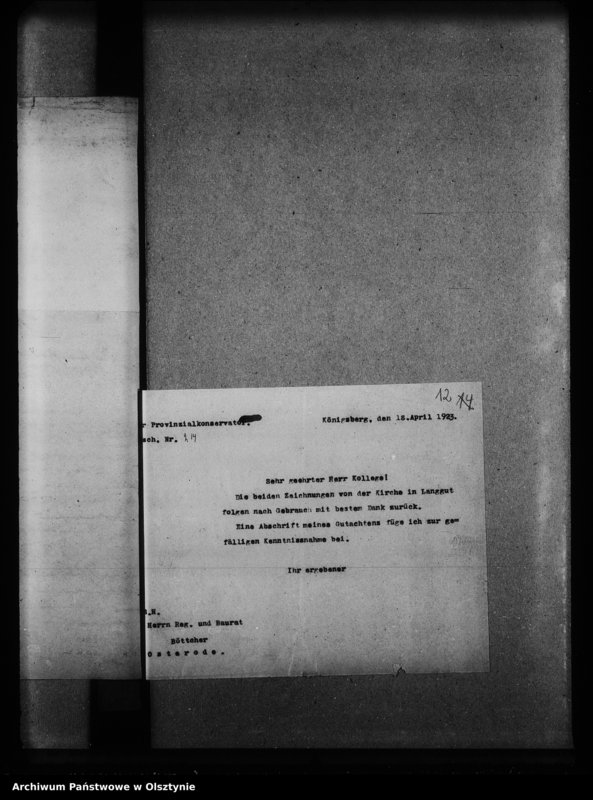 12 14
r Provinzialkonservator.
Königsberg, den 18.April 1923.
sch. Nr.
Sehr geehrter Herr Kollege!
Die beiden Zeichnungen von der Kirche in Langgut
folgen nach Gebrauch mit bestem Dank zurück.
Eine Abschrift meines Gutachtens füge ich zur ge=
fälligen Kenntnisnahme bei.
Ihr ergebener
Herrn Reg. und Baurat
Böttcher
O s t e r o d e .
Archiwum Państwowe w Olsztynie